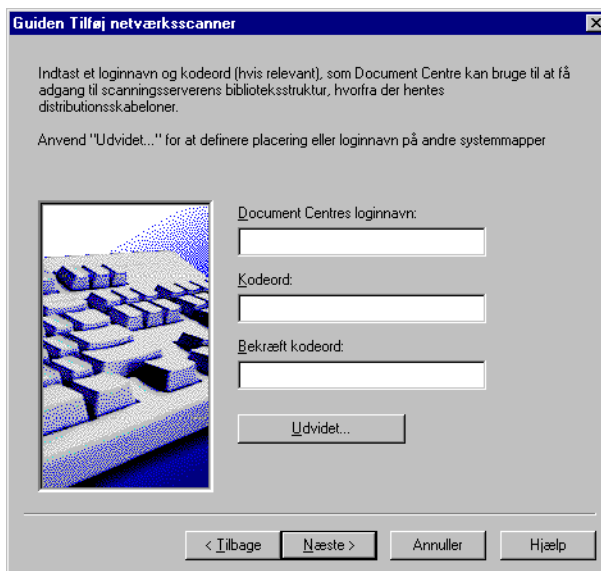 Guiden Tilføj netværksscanner
Indtast et loginnavn og kodeord (hvis relevant), som Document Centre kan bruge til at få
adgang til scanningsserverens biblioteksstruktur, hvorfra der hentes
distributionsskabeloner.
Anvend "Udvidet..." for at definere placering eller loginnavn på andre systemmapper
Document Centres loginnavn:
Kodeord:
Bekræft kodeord:
Udvidet...
< Tilbage
Næste >
Annuller
Hjælp